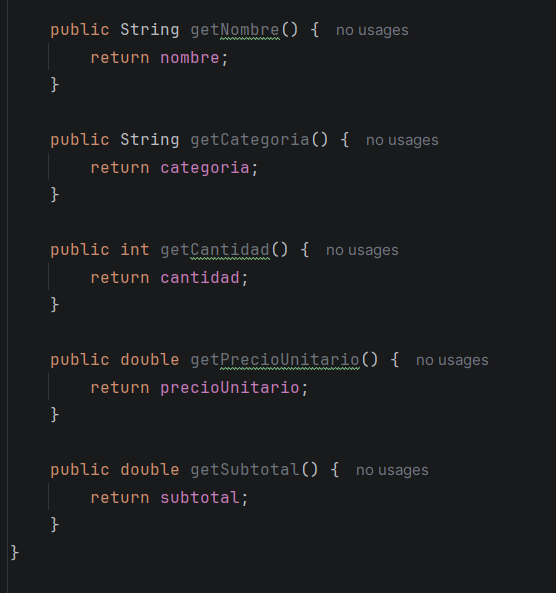 public String getNombre() { no usages
return nombre;
}
public String getCategoria() { no usages
return categoria;
}
public int getCantidad() { no usages
return cantidad;
}
public double getPrecioUnitario() { no usages
return precioUnitario;
}
public double getSubtotal() { no usages
return subtotal;
}
}